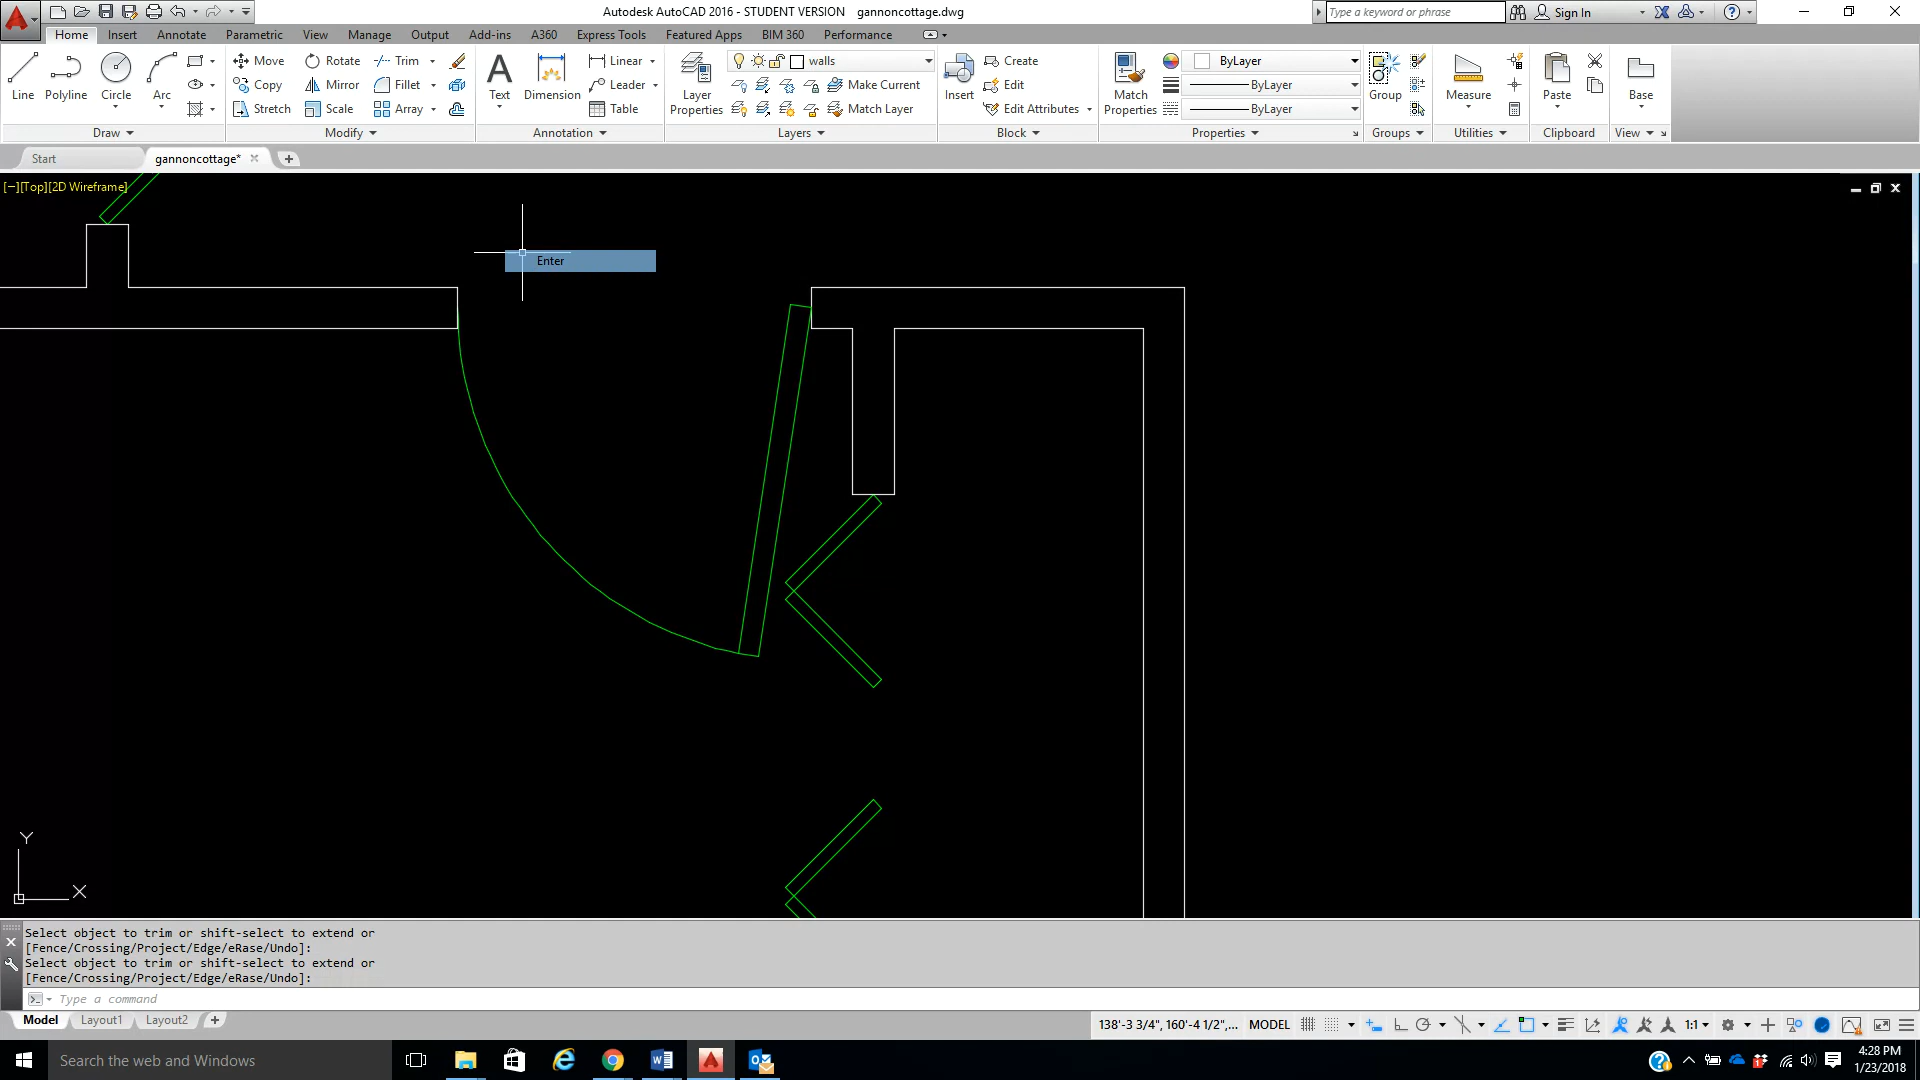 Autodesk AutoCAD 2016 - STUDENT VERSION gannoncottage.dwg
Type a keyword or phrase
Sign In
Home Insert Annotate Parametric View Manage Output Add-ins A360 Express Tools Featured Apps BIM 360 Performance
Line Polyline Circle Arc
Move Rotate Trim
Copy Mirror Fillet
Stretch Scale Array
Text Dimension
Linear
Leader
Table
Layer Properties
walls
Make Current
Match Layer
Insert
Create
Edit
Edit Attributes
Match Properties
ByLayer
ByLayer
ByLayer
Group
Measure
Paste
Base
Draw Modify Annotation Layers Block Properties Groups Utilities Clipboard View
Start gannoncottage*
[−][Top][2D Wireframe]
Enter
Y
X
Select object to trim or shift-select to extend or
[Fence/Crossing/Project/Edge/eRase/Undo]:
Select object to trim or shift-select to extend or
[Fence/Crossing/Project/Edge/eRase/Undo]:
Type a command
Model Layout1 Layout2
138'-3 3/4", 160'-4 1/2",... MODEL 1:1
Search the web and Windows
4:28 PM
1/23/2018